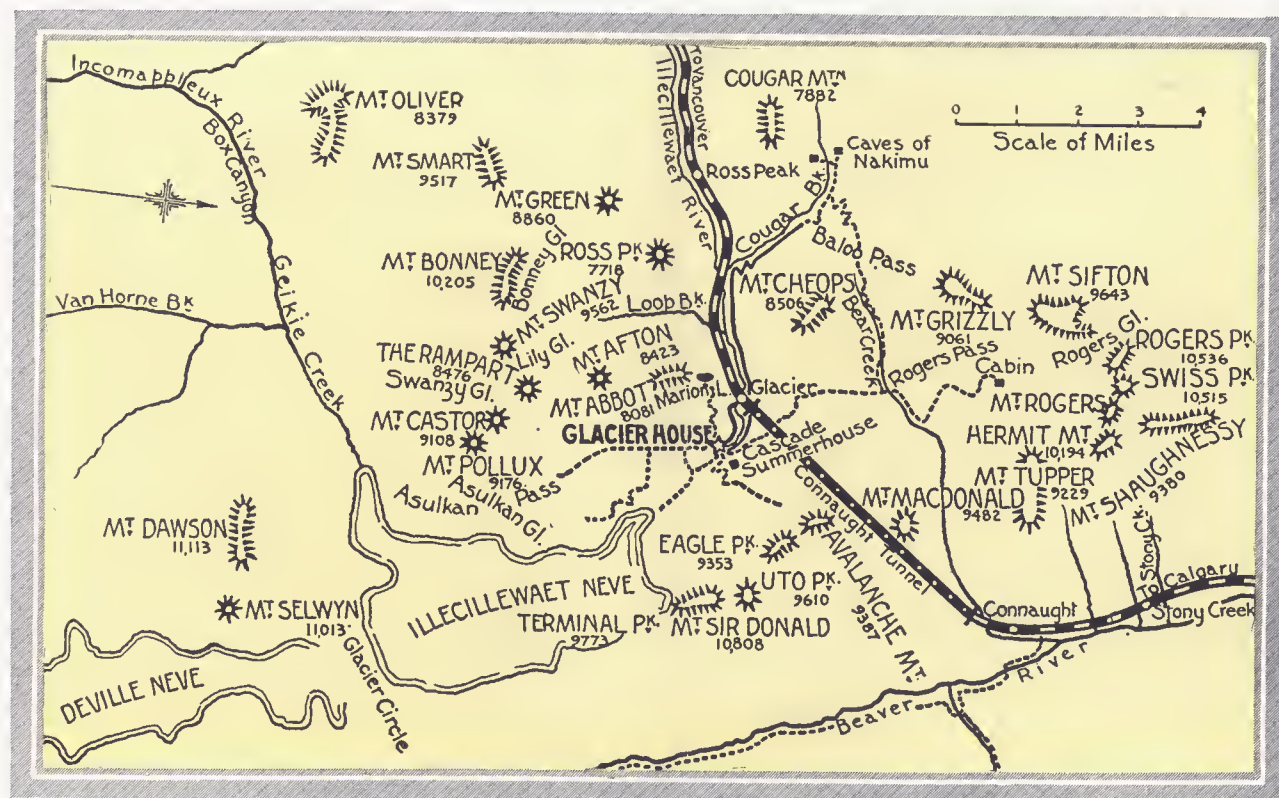 Incomappleux River
Box Canyon
Geikie Creek
Van Horne Bk
MT. OLIVER
8379
MT. SMART
9517
MT. GREEN
8860
MT. BONNEY
10,205
Bonney Gl.
ROSS PK.
7718
MT. SWANZY
9562
Lily Gl.
THE RAMPART
8476
Swanzy Gl.
MT. CASTOR
9108
MT. POLLUX
9176
Asulkan Pass
Asulkan Gl.
MT. AFTON
8423
MT. ABBOTT
8081
Marion L.
Loop Bk.
GLACIER HOUSE
Illecillewaet River
To Vancouver
Ross Peak
COUGAR MTN
7882
Caves of
Nakimu
Cougar Bk.
Baloo Pass
0 1 2 3 4
Scale of Miles
MT. CHEOPS
8506
Bear Creek
MT. GRIZZLY
9061
MT. SIFTON
9643
Rogers Gl.
ROGERS PK.
10,536
SWISS PK.
10,515
Rogers Pass
Cabin
MT. ROGERS
HERMIT MT.
10,194
MT. TUPPER
9229
MT. SHAUGHNESSY
9380
Glacier
Cascade
Summerhouse
Connaught Tunnel
MT. MACDONALD
9482
EAGLE PK.
9353
AVALANCHE MT.
9387
UTO PK.
9610
MT. SIR DONALD
10,808
TERMINAL PK.
9773
ILLECILLEWAET NEVE
MT. DAWSON
11,113
MT. SELWYN
11,013
Glacier Circle
DEVILLE NEVE
Connaught
To Stony Ck.
Calgary
Stony Creek
Beaver River